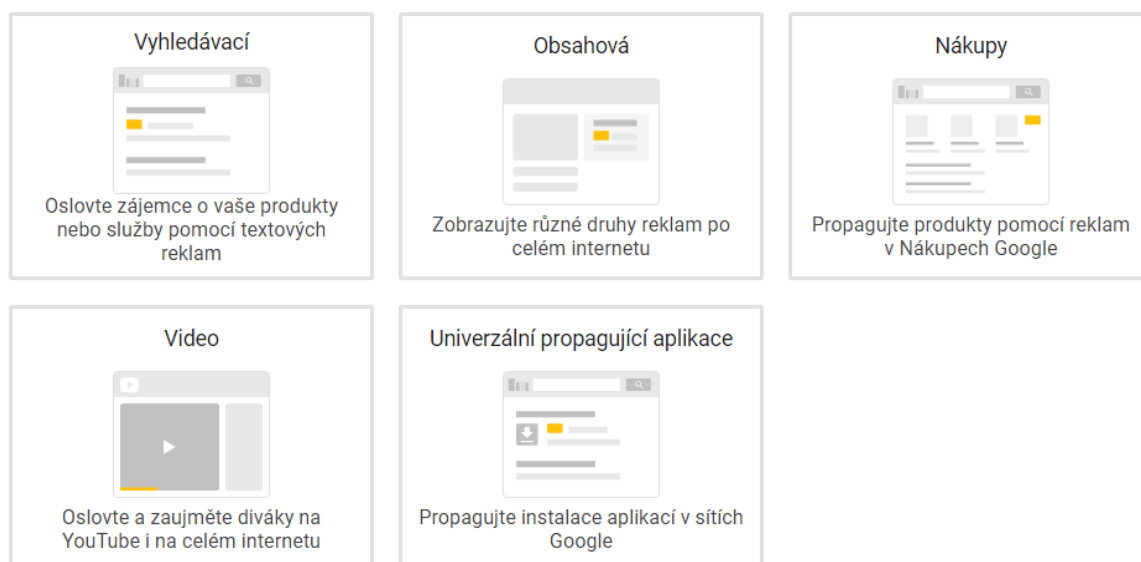 Vyhledávací
Oslovte zájemce o vaše produkty
nebo služby pomocí textových
reklam
Obsahová
Zobrazujte různé druhy reklam po
celém internetu
Nákupy
Propagujte produkty pomocí reklam
v Nákupech Google
Video
Oslovte a zaujměte diváky na
YouTube i na celém internetu
Univerzální propagující aplikace
Propagujte instalace aplikací v sítích
Google